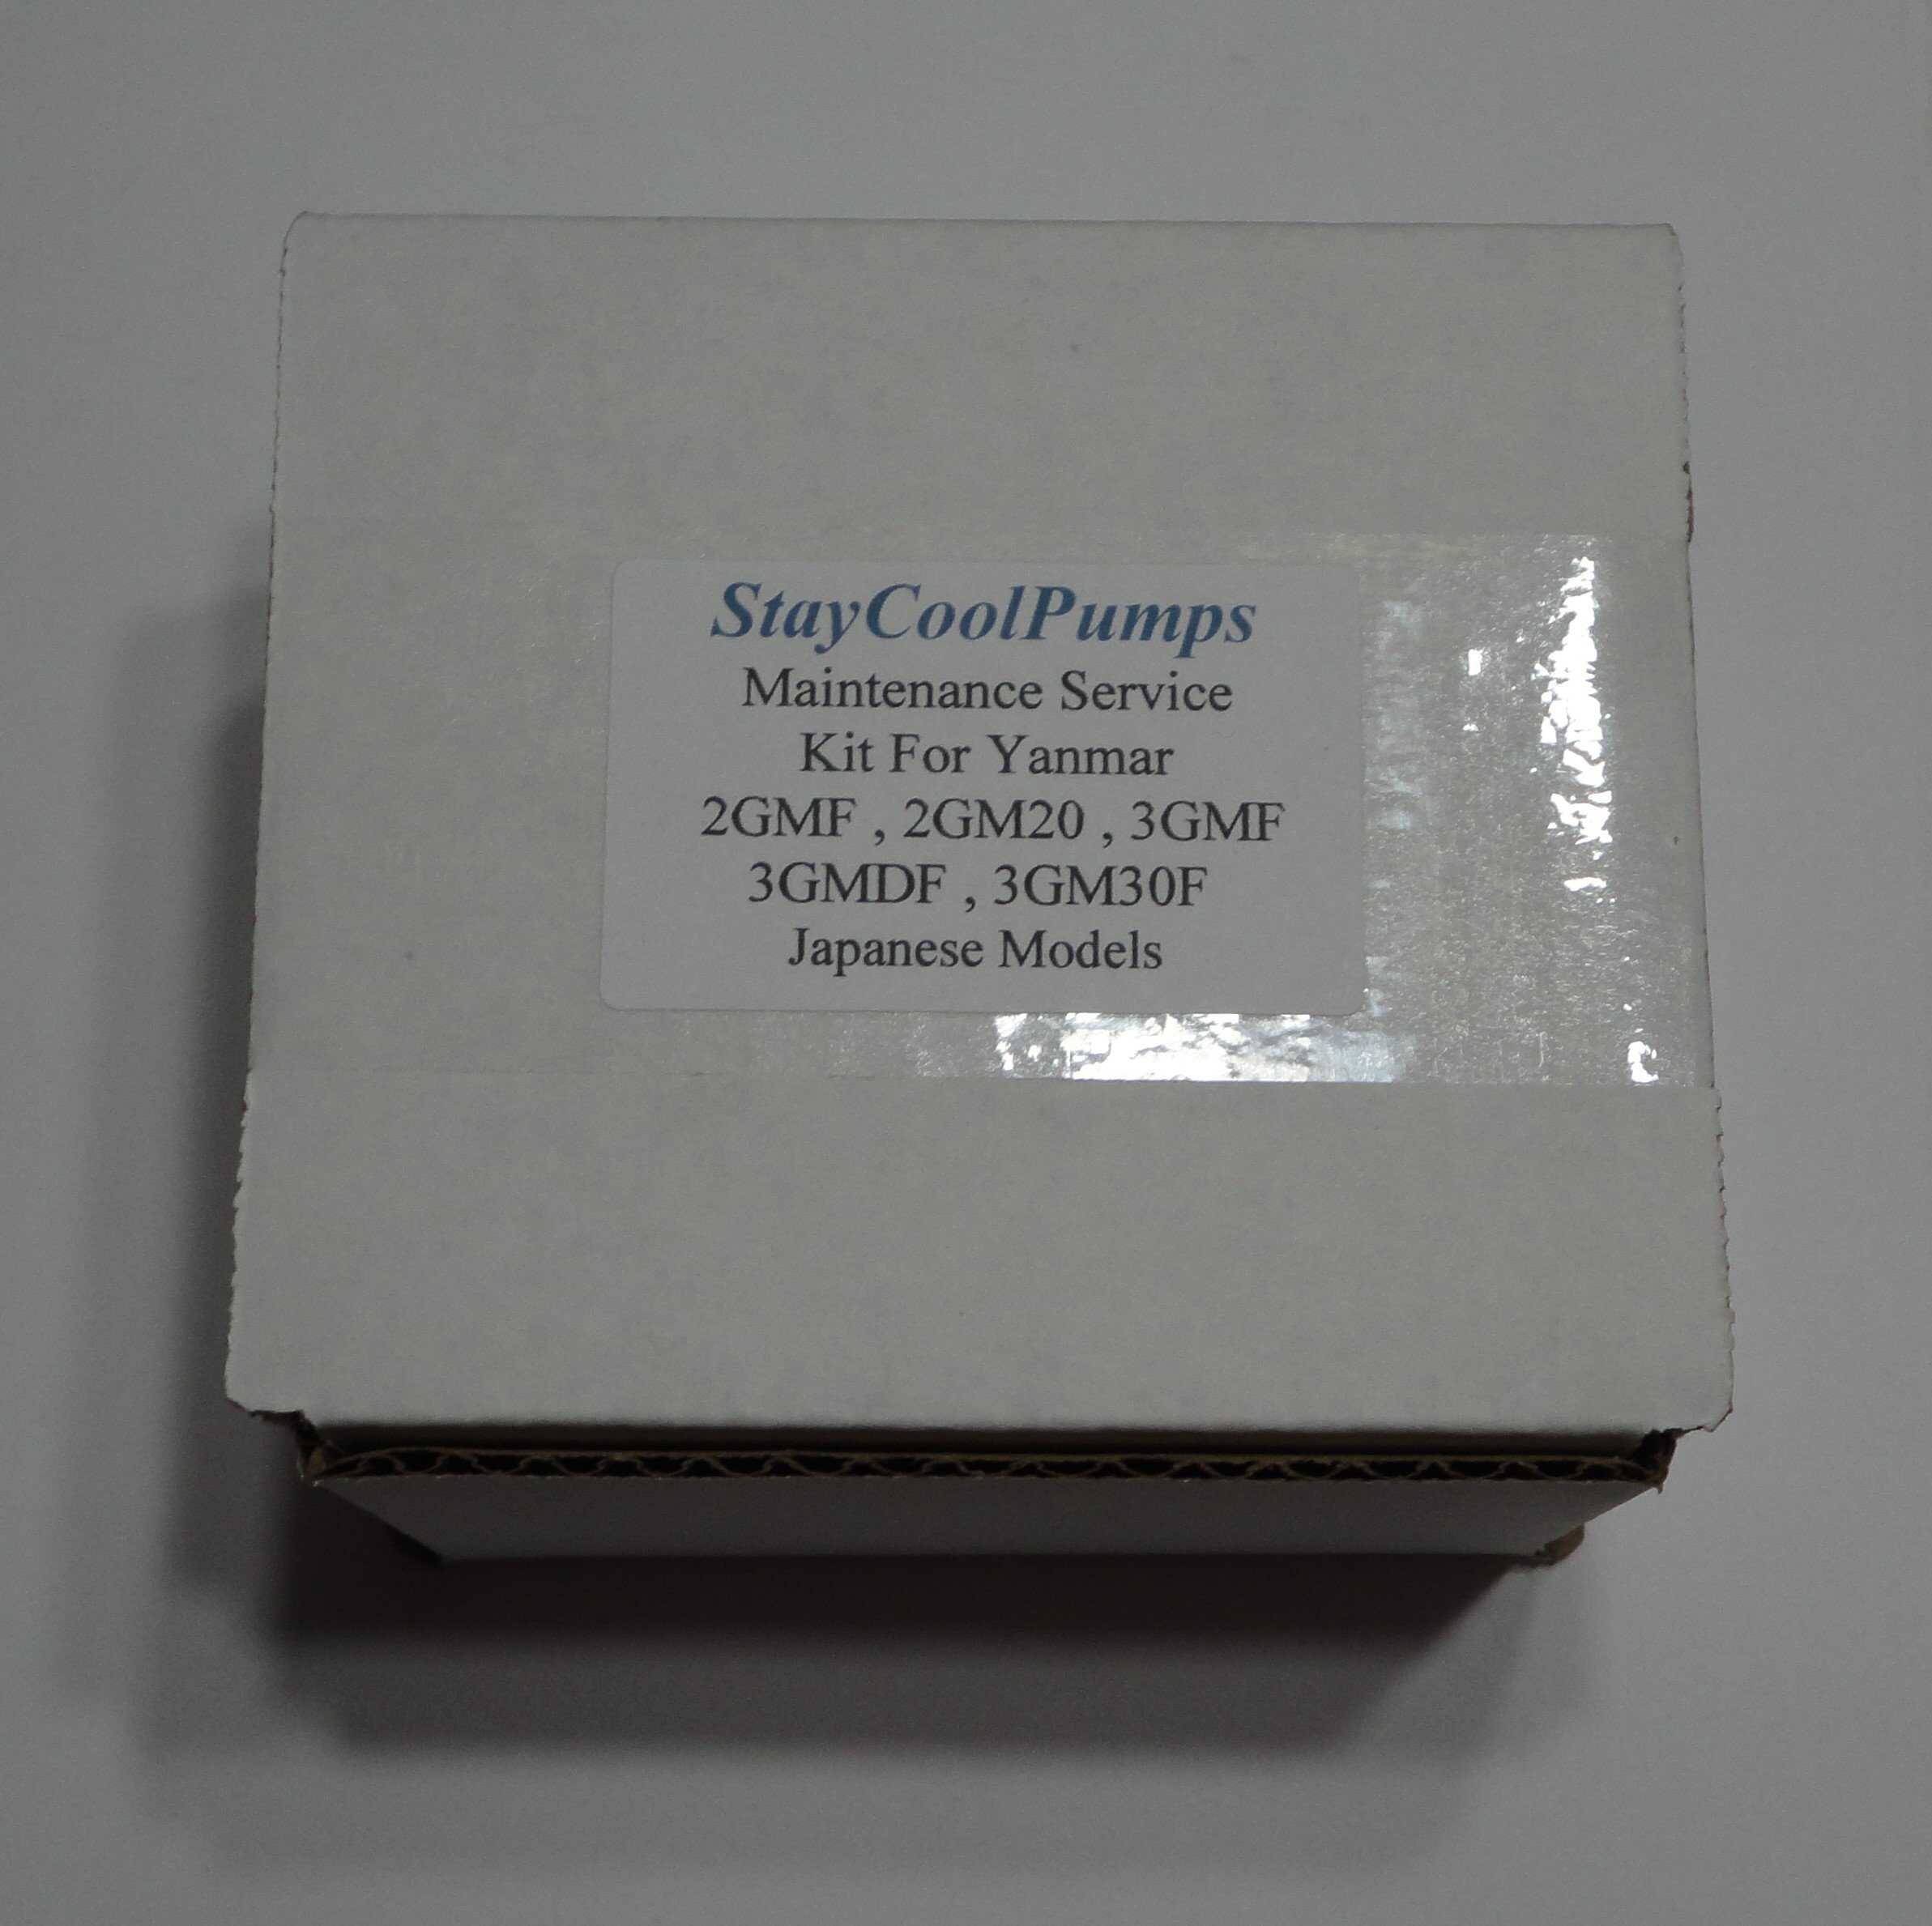 StayCoolPumps
Maintenance Service
Kit For Yanmar
2GMF , 2GM20 , 3GMF
3GMDF , 3GM30F
Japanese Models